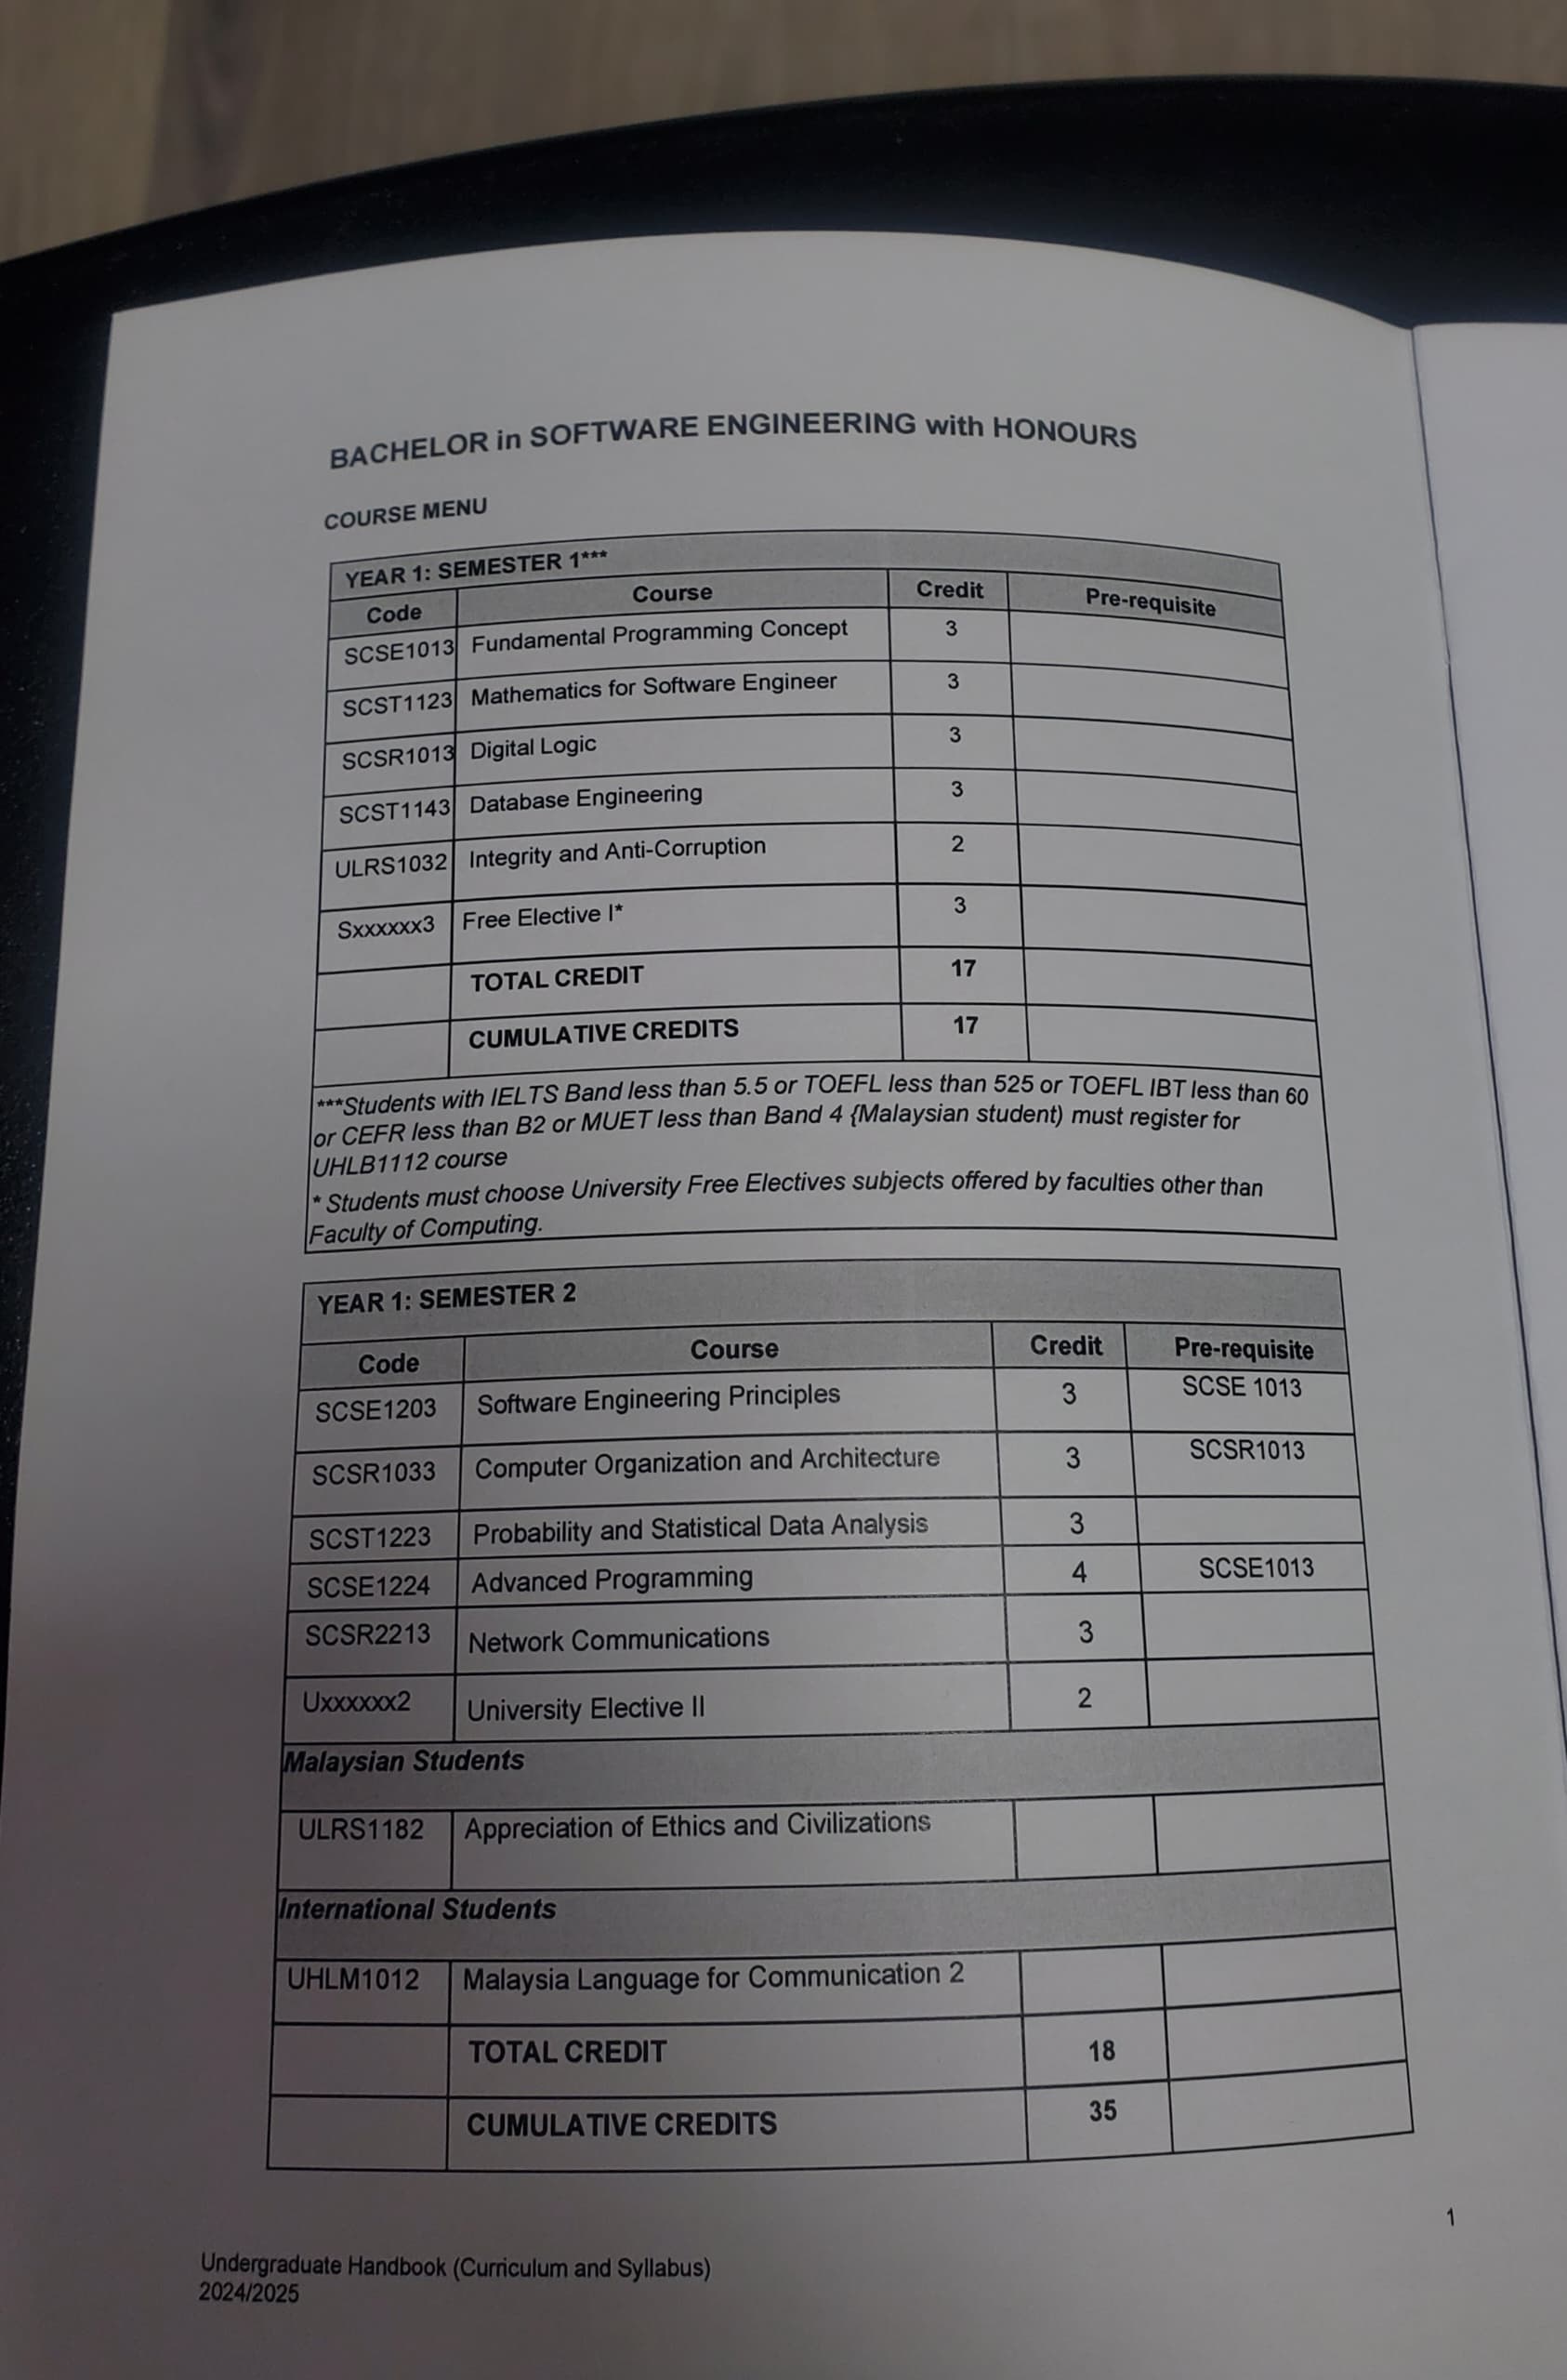 BACHELOR in SOFTWARE ENGINEERING with HONOURS
COURSE MENU
YEAR 1: SEMESTER 1***
Code Course Credit Pre-requisite
SCSE1013 Fundamental Programming Concept 3
SCST1123 Mathematics for Software Engineer 3
SCSR1013 Digital Logic 3
SCST1143 Database Engineering 3
ULRS1032 Integrity and Anti-Corruption 2
Sxxxxxx3 Free Elective I* 3
TOTAL CREDIT 17
CUMULATIVE CREDITS 17
***Students with IELTS Band less than 5.5 or TOEFL less than 525 or TOEFL IBT less than 60
or CEFR less than B2 or MUET less than Band 4 {Malaysian student) must register for
UHLB1112 course
* Students must choose University Free Electives subjects offered by faculties other than
Faculty of Computing.
YEAR 1: SEMESTER 2
Code Course Credit Pre-requisite
SCSE1203 Software Engineering Principles 3 SCSE 1013
SCSR1033 Computer Organization and Architecture 3 SCSR1013
SCST1223 Probability and Statistical Data Analysis 3
SCSE1224 Advanced Programming 4 SCSE1013
SCSR2213 Network Communications 3
Uxxxxxx2 University Elective II 2
Malaysian Students
ULRS1182 Appreciation of Ethics and Civilizations
International Students
UHLM1012 Malaysia Language for Communication 2
TOTAL CREDIT 18
CUMULATIVE CREDITS 35
1
Undergraduate Handbook (Curriculum and Syllabus)
2024/2025